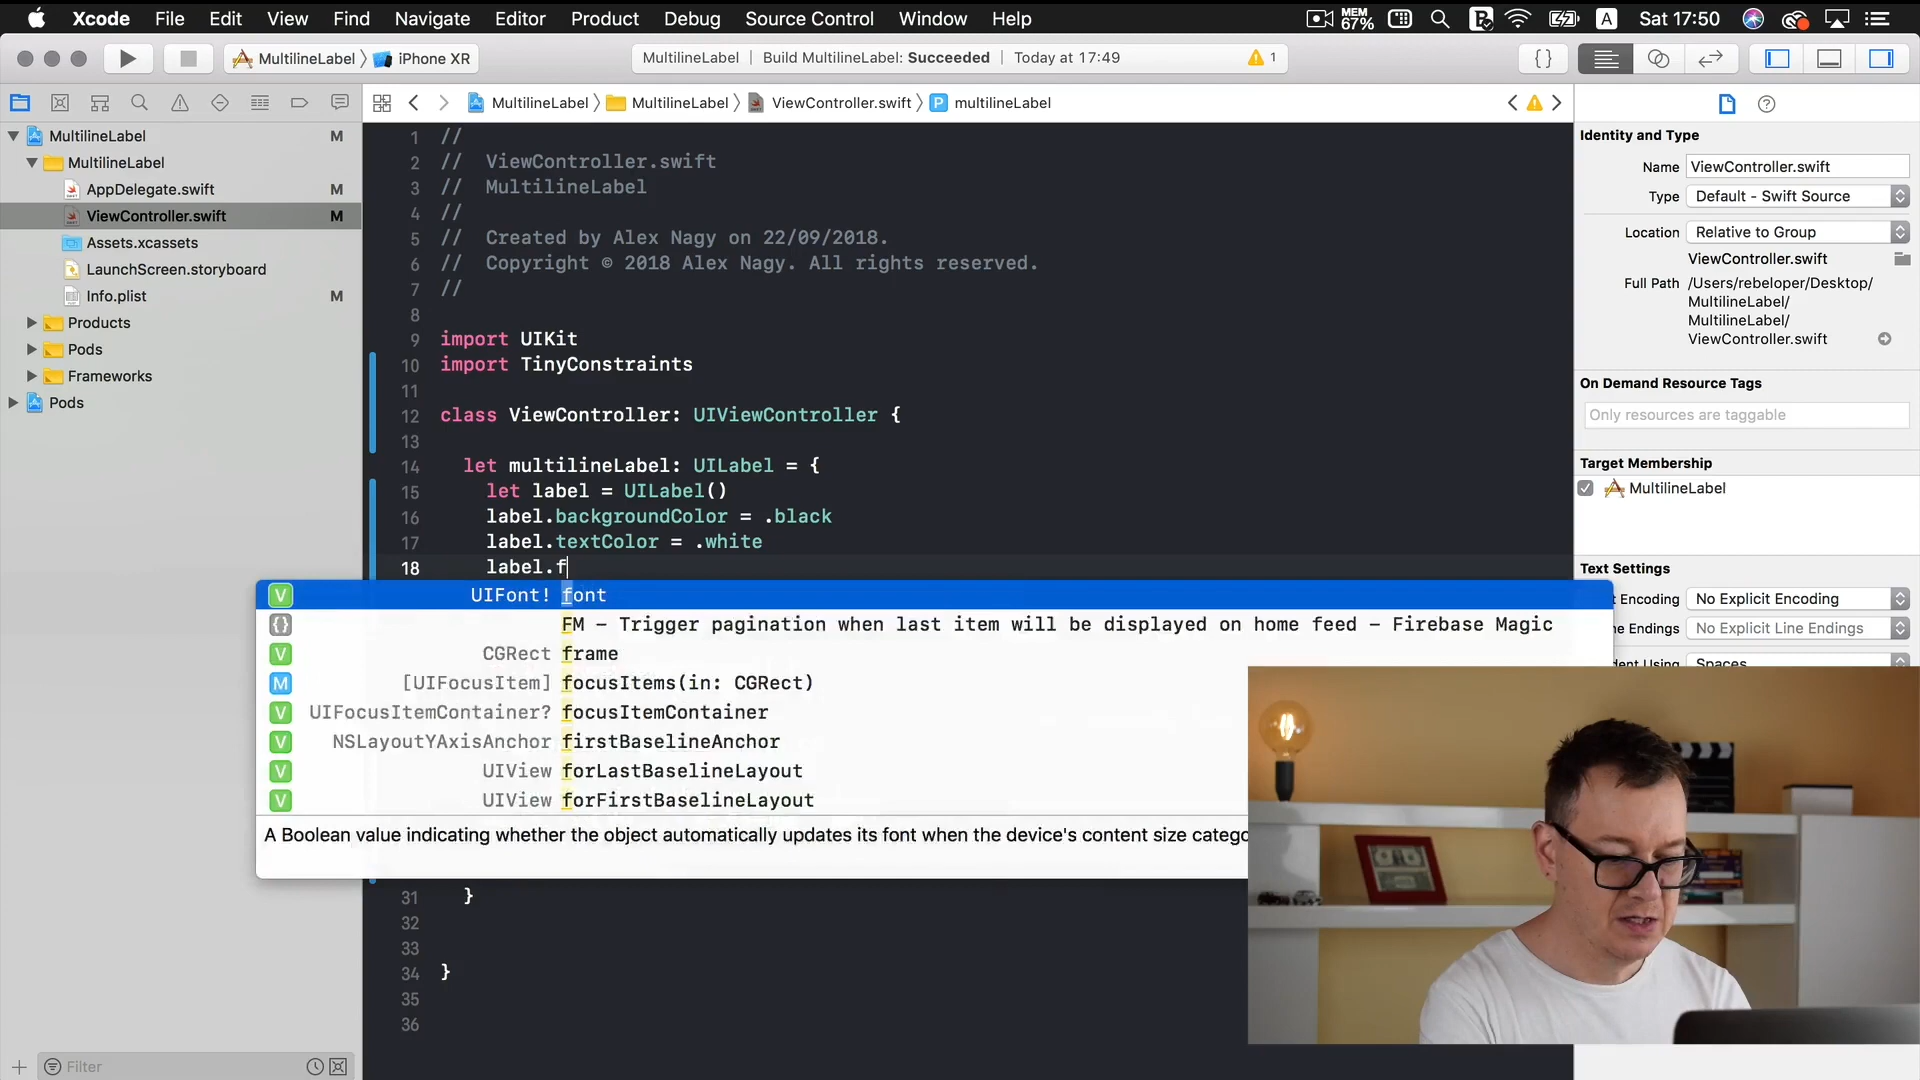 Xcode File Edit View Find Navigate Editor Product Debug Source Control Window Help MEM 67% A Sat 17:50
MultilineLabel iPhone XR MultilineLabel Build MultilineLabel: Succeeded Today at 17:49 1 {}
MultilineLabel MultilineLabel ViewController.swift P multilineLabel
MultilineLabel M
MultilineLabel
AppDelegate.swift M
ViewController.swift M
Assets.xcassets
LaunchScreen.storyboard
Info.plist M
Products
Pods
Frameworks
Pods
Filter
1 //
2 // ViewController.swift
3 // MultilineLabel
4 //
5 // Created by Alex Nagy on 22/09/2018.
6 // Copyright © 2018 Alex Nagy. All rights reserved.
7 //
8
9 import UIKit
10 import TinyConstraints
11
12 class ViewController: UIViewController {
13
14 let multilineLabel: UILabel = {
15 let label = UILabel()
16 label.backgroundColor = .black
17 label.textColor = .white
18 label.f
V UIFont! font
{} FM – Trigger pagination when last item will be displayed on home feed – Firebase Magic
V CGRect frame
M [UIFocusItem] focusItems(in: CGRect)
V UIFocusItemContainer? focusItemContainer
V NSLayoutYAxisAnchor firstBaselineAnchor
V UIView forLastBaselineLayout
V UIView forFirstBaselineLayout
A Boolean value indicating whether the object automatically updates its font when the device's content size catego
31 }
32
33
34 }
35
36
Identity and Type
Name ViewController.swift
Type Default - Swift Source
Location Relative to Group
ViewController.swift
Full Path /Users/rebeloper/Desktop/
MultilineLabel/
MultilineLabel/
ViewController.swift
On Demand Resource Tags
Only resources are taggable
Target Membership
MultilineLabel
Text Settings
t Encoding No Explicit Encoding
ne Endings No Explicit Line Endings
dent Using Spaces